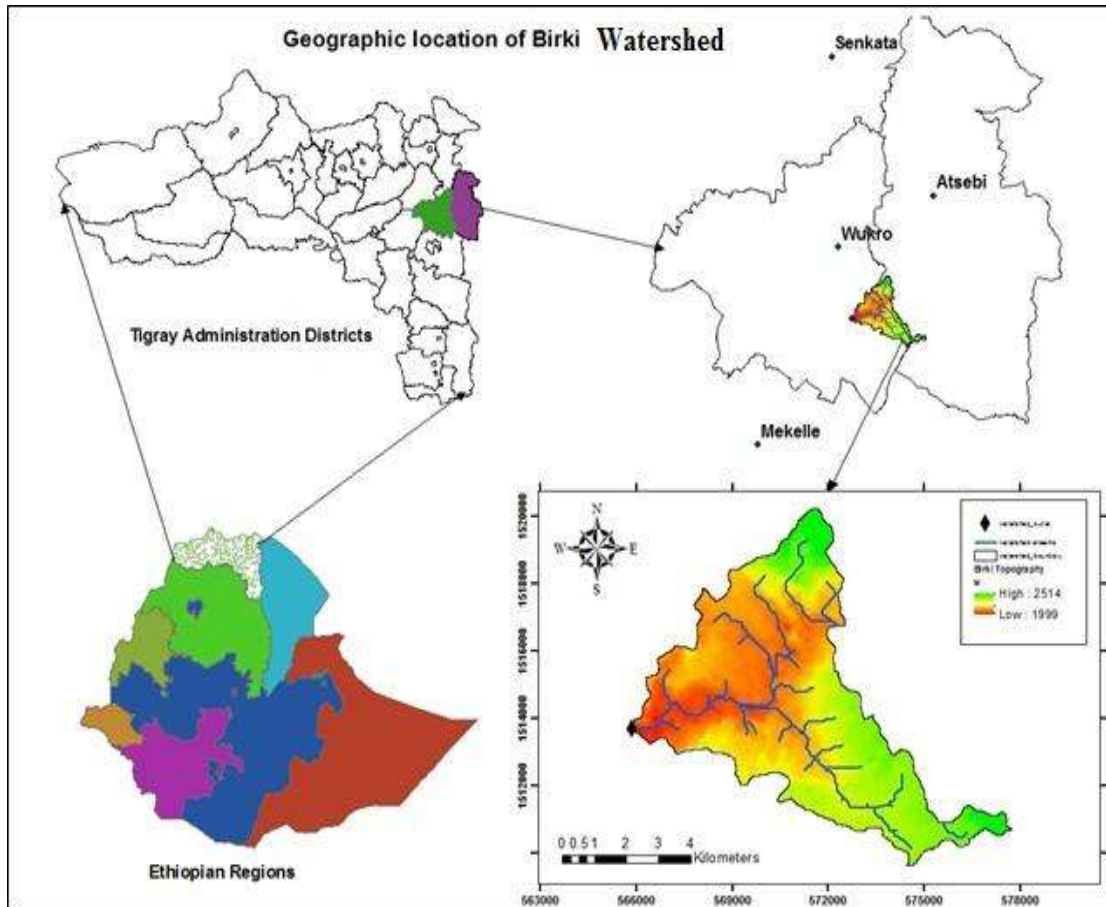 Geographic location of Birki Watershed
Senkata
Atsebi
Wukro
Tigray Administration Districts
Mekelle
Ethiopian Regions
N
W E
S
Birki Topography
High : 2514
Low : 1999
1520000
1518000
1516000
1514000
1512000
0 0.5 1 2 3 4
Kilometers
563000 566000 569000 572000 575000 578000